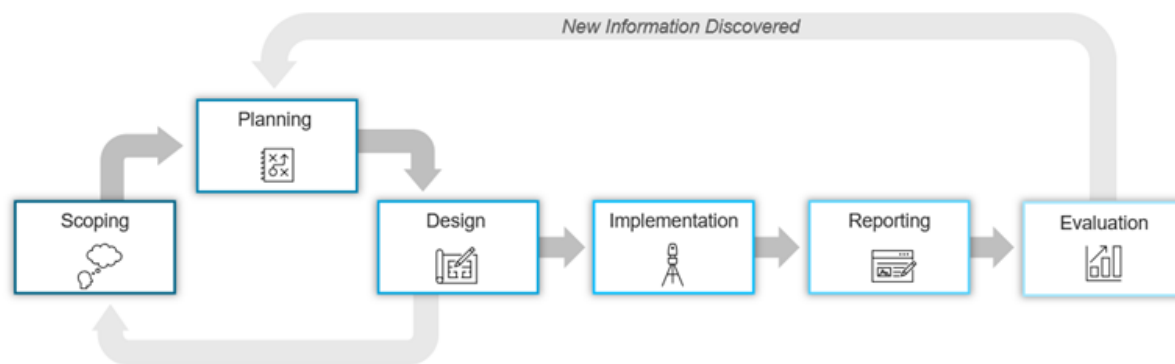 New Information Discovered
Planning
Scoping
Design
Implementation
Reporting
Evaluation